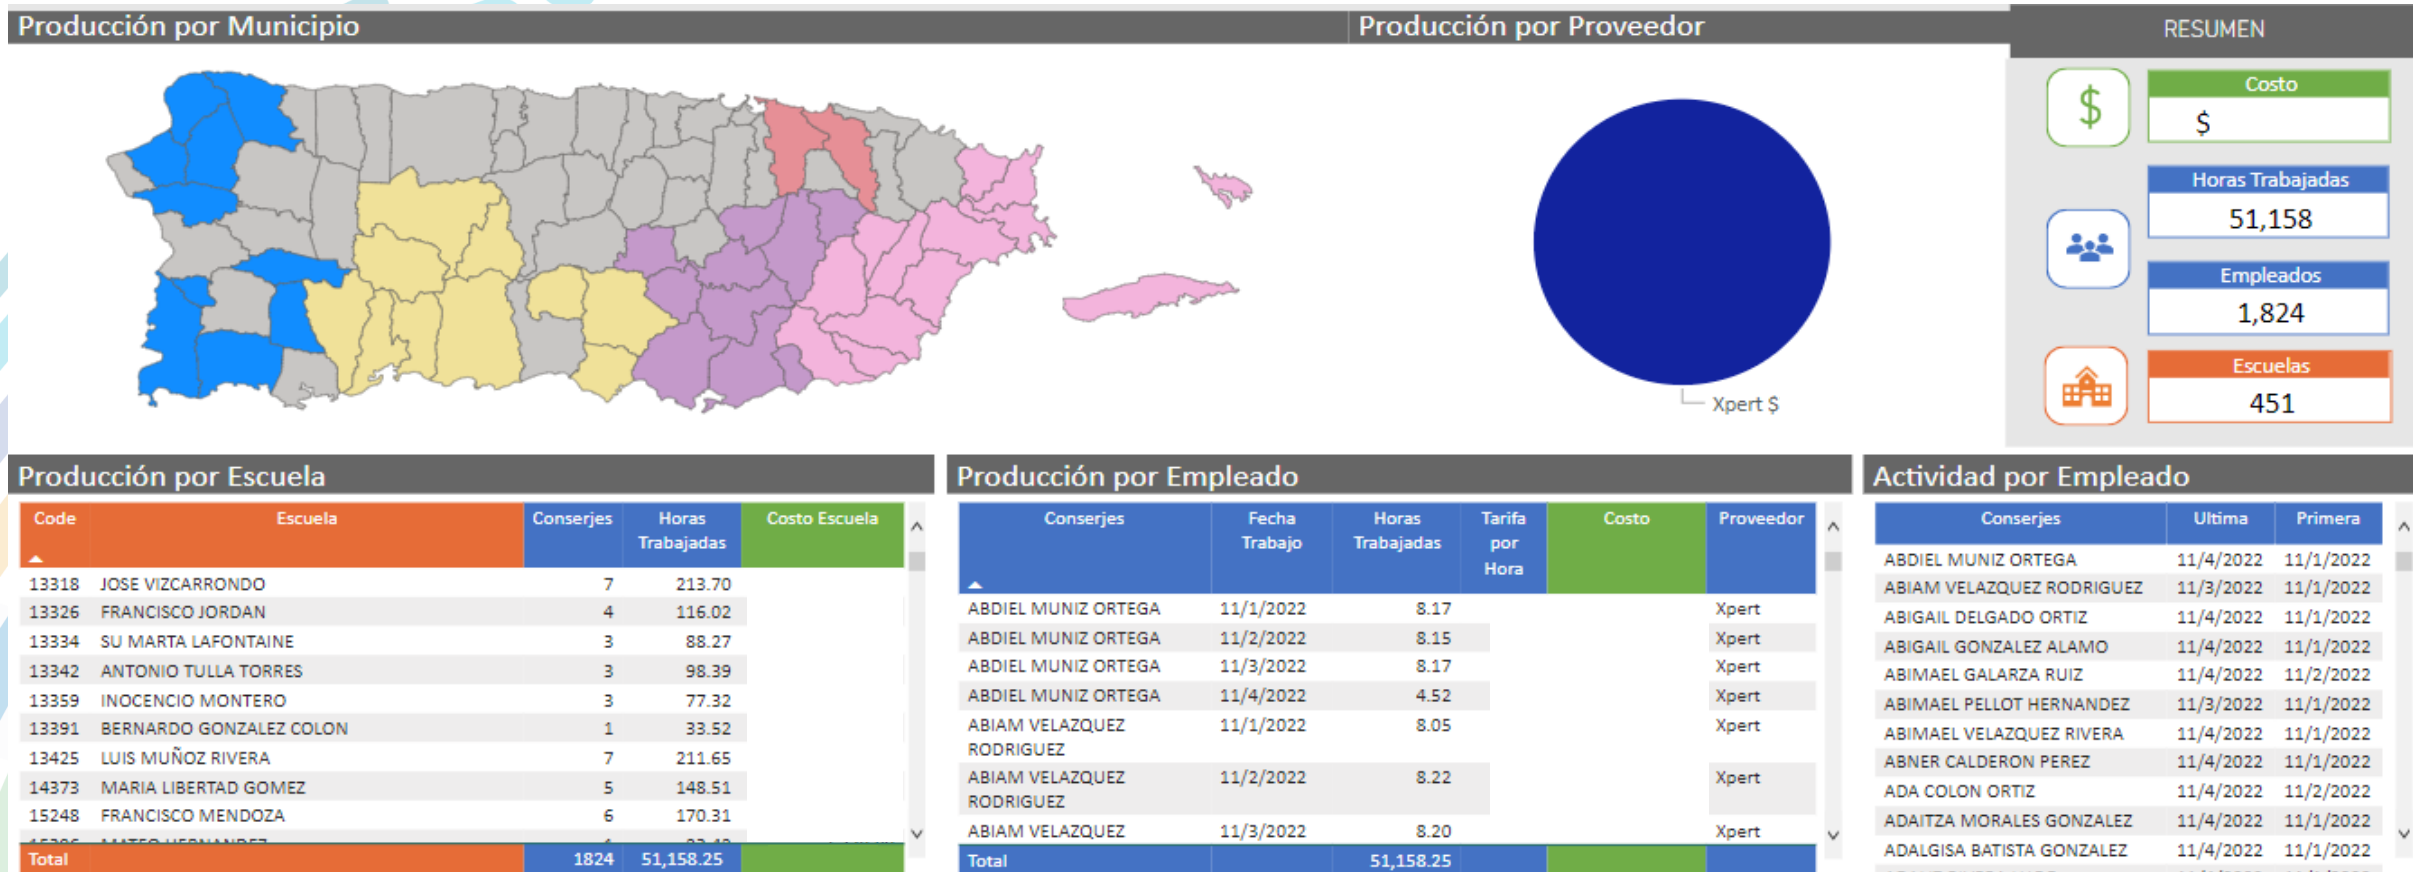 Producción por Municipio
Producción por Proveedor
RESUMEN
$
Costo
$
Horas Trabajadas
51,158
Empleados
1,824
Escuelas
451
Xpert $
Producción por Escuela
Code Escuela Conserjes Horas Trabajadas Costo Escuela
13318 JOSE VIZCARRONDO 7 213.70
13326 FRANCISCO JORDAN 4 116.02
13334 SU MARTA LAFONTAINE 3 88.27
13342 ANTONIO TULLA TORRES 3 98.39
13359 INOCENCIO MONTERO 3 77.32
13391 BERNARDO GONZALEZ COLON 1 33.52
13425 LUIS MUÑOZ RIVERA 7 211.65
14373 MARIA LIBERTAD GOMEZ 5 148.51
15248 FRANCISCO MENDOZA 6 170.31
Total 1824 51,158.25
Producción por Empleado
Conserjes Fecha Trabajo Horas Trabajadas Tarifa por Hora Costo Proveedor
ABDIEL MUNIZ ORTEGA 11/1/2022 8.17 Xpert
ABDIEL MUNIZ ORTEGA 11/2/2022 8.15 Xpert
ABDIEL MUNIZ ORTEGA 11/3/2022 8.17 Xpert
ABDIEL MUNIZ ORTEGA 11/4/2022 4.52 Xpert
ABIAM VELAZQUEZ RODRIGUEZ 11/1/2022 8.05 Xpert
ABIAM VELAZQUEZ RODRIGUEZ 11/2/2022 8.22 Xpert
ABIAM VELAZQUEZ 11/3/2022 8.20 Xpert
Total 51,158.25
Actividad por Empleado
Conserjes Ultima Primera
ABDIEL MUNIZ ORTEGA 11/4/2022 11/1/2022
ABIAM VELAZQUEZ RODRIGUEZ 11/3/2022 11/1/2022
ABIGAIL DELGADO ORTIZ 11/4/2022 11/1/2022
ABIGAIL GONZALEZ ALAMO 11/4/2022 11/1/2022
ABIMAEL GALARZA RUIZ 11/4/2022 11/2/2022
ABIMAEL PELLOT HERNANDEZ 11/3/2022 11/1/2022
ABIMAEL VELAZQUEZ RIVERA 11/4/2022 11/1/2022
ABNER CALDERON PEREZ 11/4/2022 11/1/2022
ADA COLON ORTIZ 11/4/2022 11/2/2022
ADAITZA MORALES GONZALEZ 11/4/2022 11/1/2022
ADALGISA BATISTA GONZALEZ 11/4/2022 11/1/2022